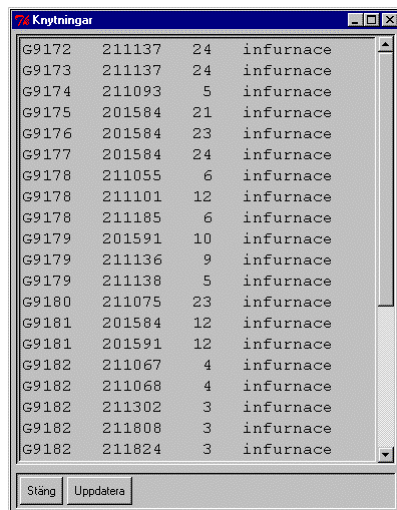 Knytningar
G9172 211137 24 infurnace
G9173 211137 24 infurnace
G9174 211093 5 infurnace
G9175 201584 21 infurnace
G9176 201584 23 infurnace
G9177 201584 24 infurnace
G9178 211055 6 infurnace
G9178 211101 12 infurnace
G9178 211185 6 infurnace
G9179 201591 10 infurnace
G9179 211136 9 infurnace
G9179 211138 5 infurnace
G9180 211075 23 infurnace
G9181 201584 12 infurnace
G9181 201591 12 infurnace
G9182 211067 4 infurnace
G9182 211068 4 infurnace
G9182 211302 3 infurnace
G9182 211808 3 infurnace
G9182 211824 3 infurnace
Stäng Uppdatera